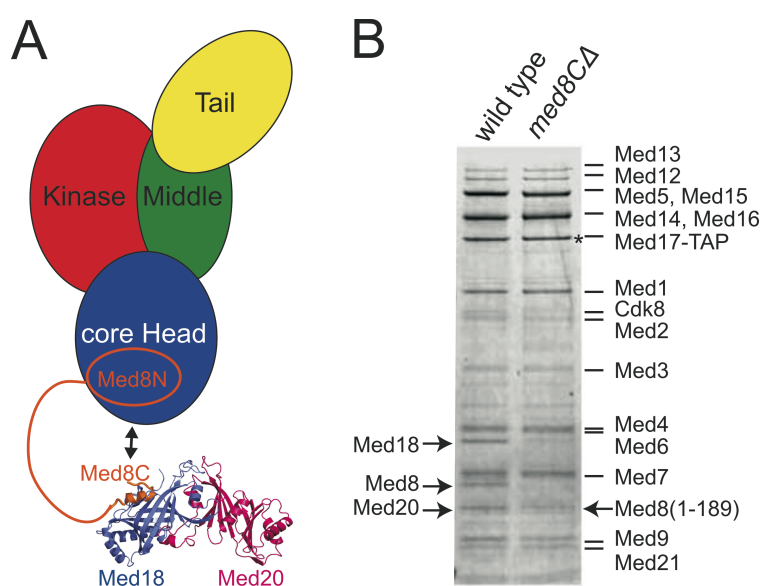 A
Tail
Kinase
Middle
core Head
Med8N
Med8C
Med18
Med20
B
wild type
med8CΔ
Med13
Med12
Med5, Med15
Med14, Med16
*
Med17-TAP
Med1
Cdk8
Med2
Med3
Med4
Med18
Med6
Med7
Med8
Med20
Med8(1-189)
Med9
Med21